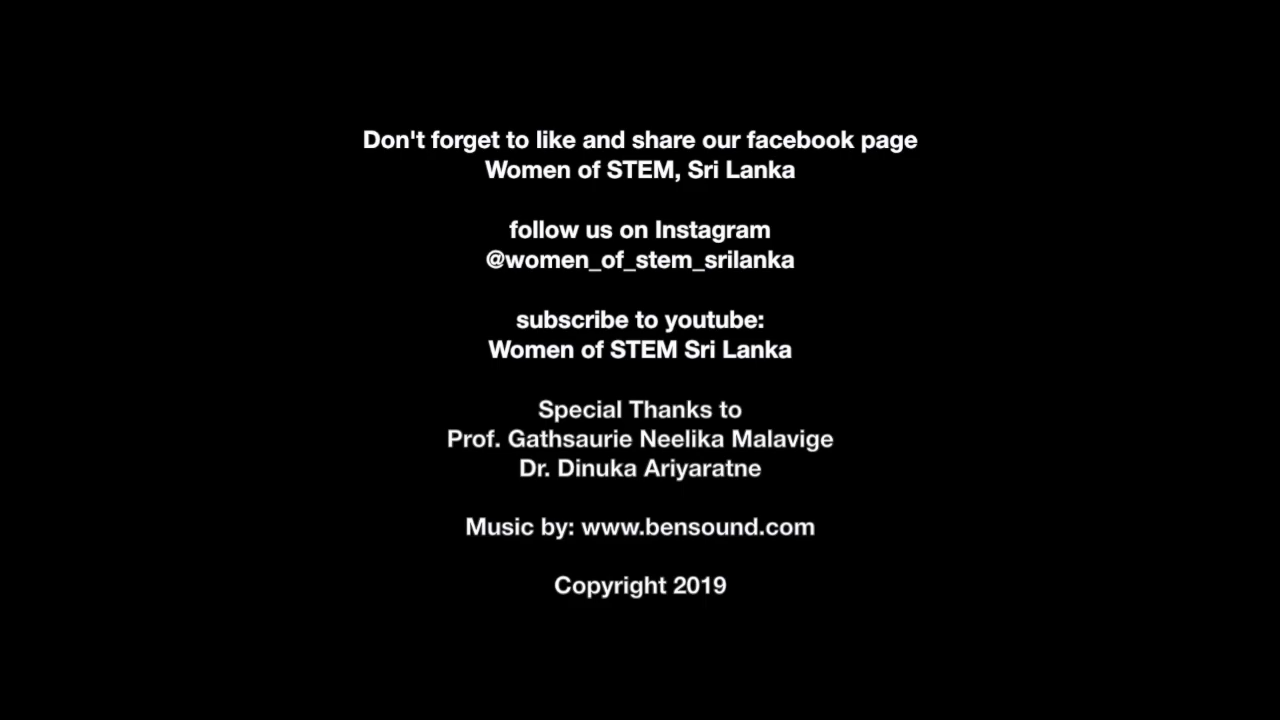 Don't forget to like and share our facebook page
Women of STEM, Sri Lanka
follow us on Instagram
@women_of_stem_srilanka
subscribe to youtube:
Women of STEM Sri Lanka
Special Thanks to
Prof. Gathsaurie Neelika Malavige
Dr. Dinuka Ariyaratne
Music by: www.bensound.com
Copyright 2019